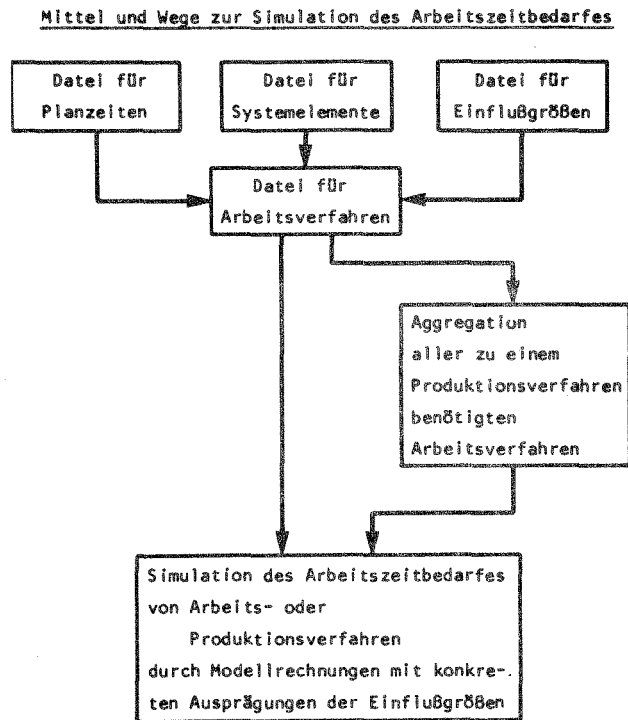 Mittel und Wege zur Simulation des Arbeitszeitbedarfes
Datei für
Planzeiten
Datei für
Systemelemente
Datei für
Einflußgrößen
Datei für
Arbeitsverfahren
Aggregation
aller zu einem
Produktionsverfahren
benötigten
Arbeitsverfahren
Simulation des Arbeitszeitbedarfes
von Arbeits- oder
Produktionsverfahren
durch Modellrechnungen mit konkre-
ten Ausprägungen der Einflußgrößen